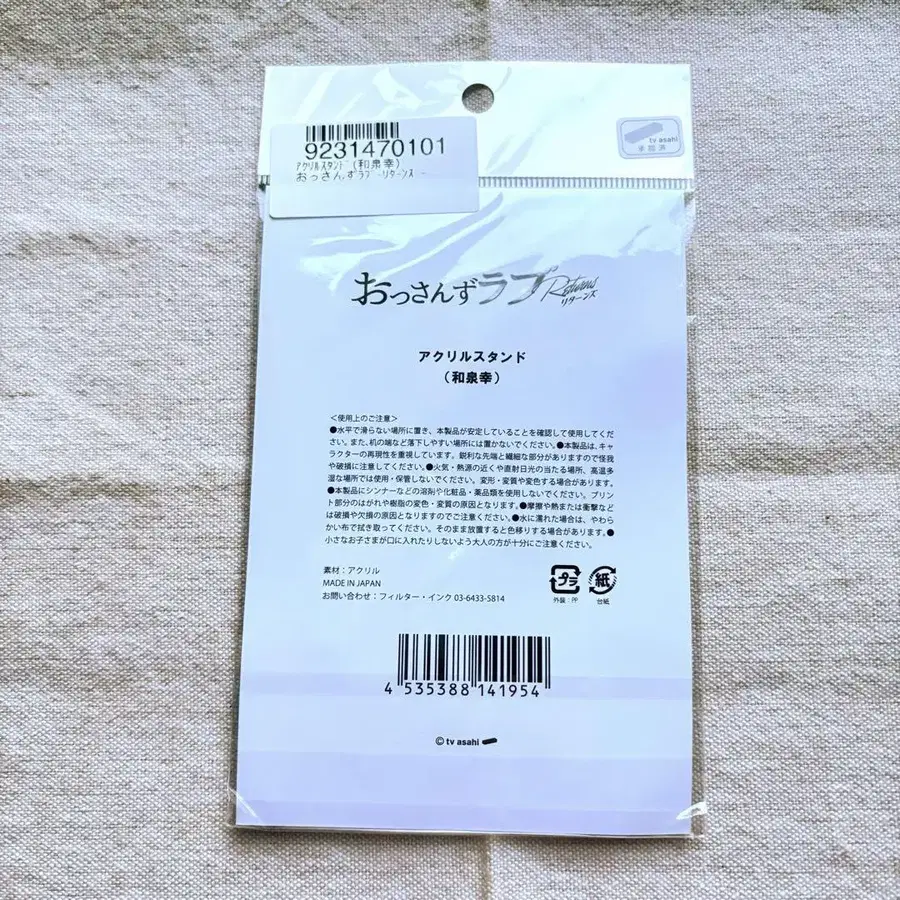 9231470101
アクリルスタンド(和泉幸)
おっさんずラブ-リターンズ-
tv asahi
承認済
おっさんずラブ Returns
リターンズ
アクリルスタンド
（和泉幸）
＜使用上のご注意＞
●水平で滑らない場所に置き、本製品が安定していることを確認して使用してくだ
さい。また、机の端など落下しやすい場所には置かないでください。●本製品は、キャ
ラクターの再現性を重視しています。鋭利な先端と繊細な部分がありますので怪我
や破損に注意してください。●火気・熱源の近くや直射日光の当たる場所、高温多
湿な場所では使用・保管しないでください。変形・変質や変色する場合があります。
●本製品にシンナーなどの溶剤や化粧品・薬品類を使用しないでください。プリン
ト部分のはがれや樹脂の変色・変質の原因となります。●摩擦や熱または衝撃など
は破損や欠損の原因となりますのでご注意ください。●水に濡れた場合は、やわら
かい布で拭き取ってください。そのまま放置すると色移りする場合があります。●
小さなお子さまが口に入れたりしないよう大人の方が十分にご注意ください。
素材：アクリル
MADE IN JAPAN
お問い合わせ：フィルター・インク 03-6433-5814
プラ
外装：PP
紙
台紙
4 535388 141954
© tv asahi